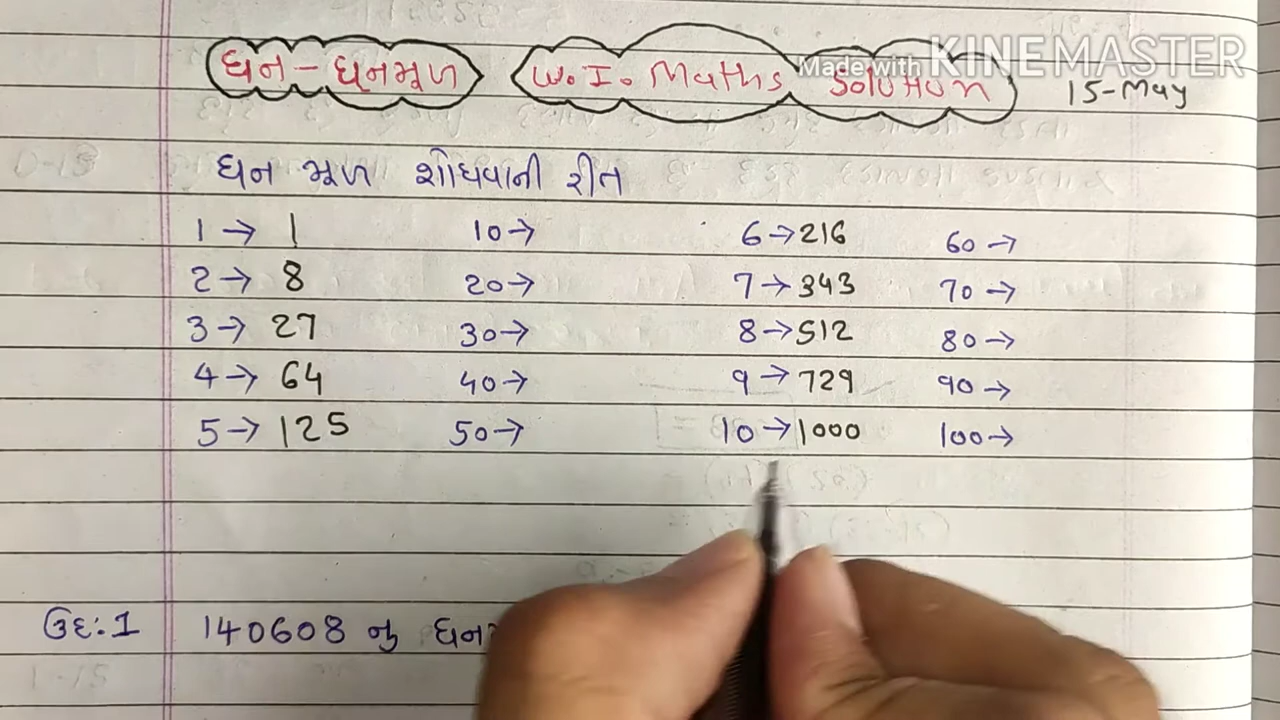 ઘન - ઘનમૂળ W.I. Maths Solution 15-May
Made with KINEMASTER
ઘન મૂળ શોધવાની રીત
1 → 1 10 → 6 → 216 60 →
2 → 8 20 → 7 → 343 70 →
3 → 27 30 → 8 → 512 80 →
4 → 64 40 → 9 → 729 90 →
5 → 125 50 → 10 → 1000 100 →
ઉદા:1 140608 નું